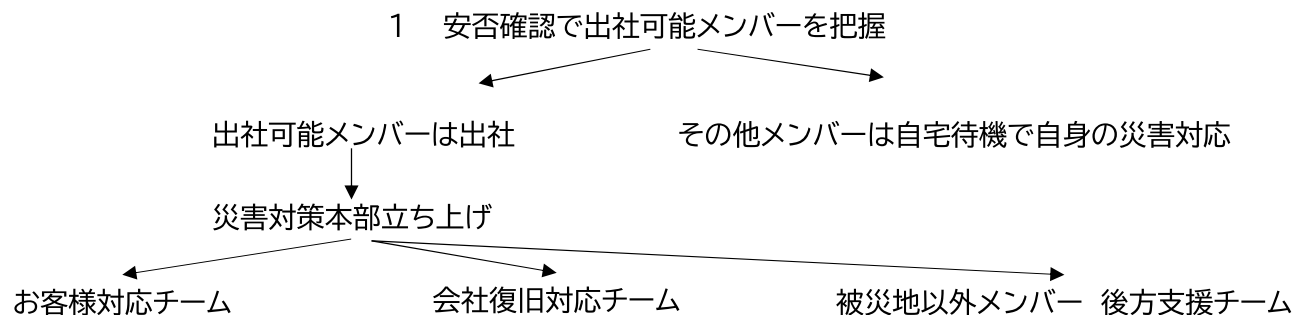 1　安否確認で出社可能メンバーを把握
出社可能メンバーは出社　その他メンバーは自宅待機で自身の災害対応
災害対策本部立ち上げ
お客様対応チーム　会社復旧対応チーム　被災地以外メンバー　後方支援チーム